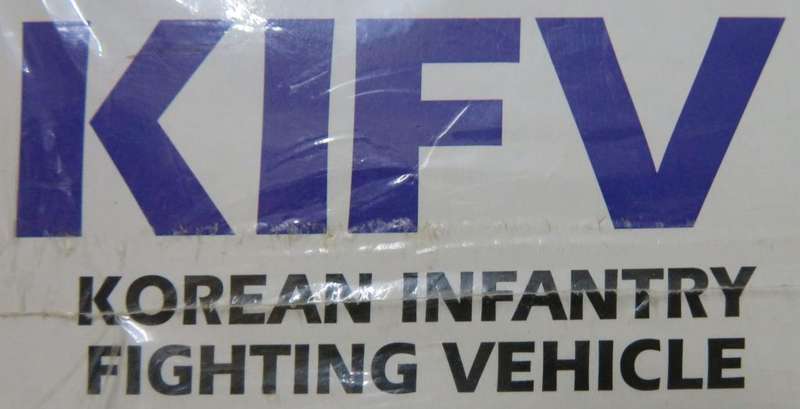 KIFV
KOREAN INFANTRY
FIGHTING VEHICLE